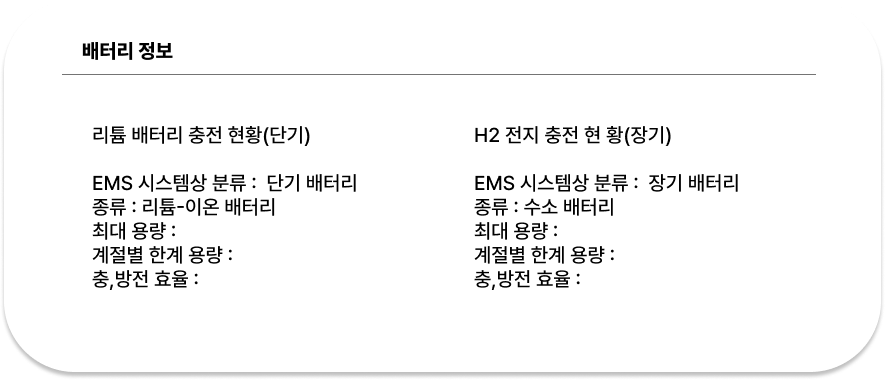 배터리 정보
리튬 배터리 충전 현황(단기)
EMS 시스템상 분류 :  단기 배터리
종류 : 리튬-이온 배터리
최대 용량 :
계절별 한계 용량 :
충,방전 효율 :
H2 전지 충전 현 황(장기)
EMS 시스템상 분류 :  장기 배터리
종류 : 수소 배터리
최대 용량 :
계절별 한계 용량 :
충,방전 효율 :